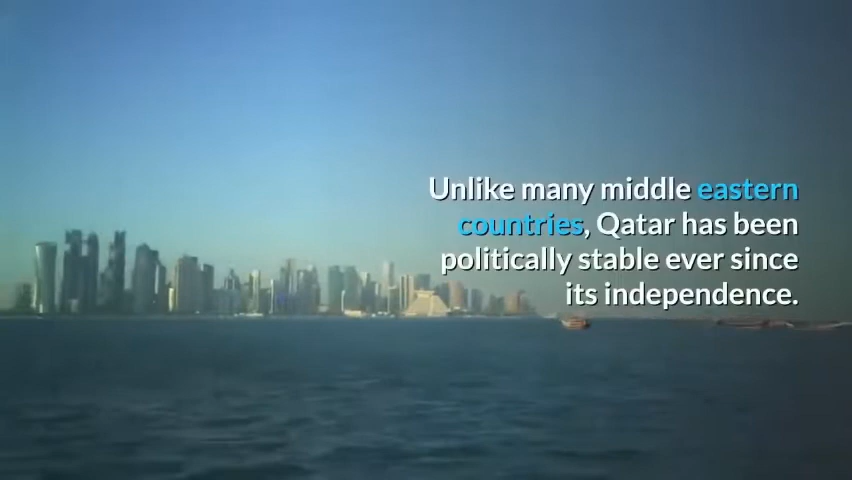 Unlike many middle eastern
countries, Qatar has been
politically stable ever since
its independence.